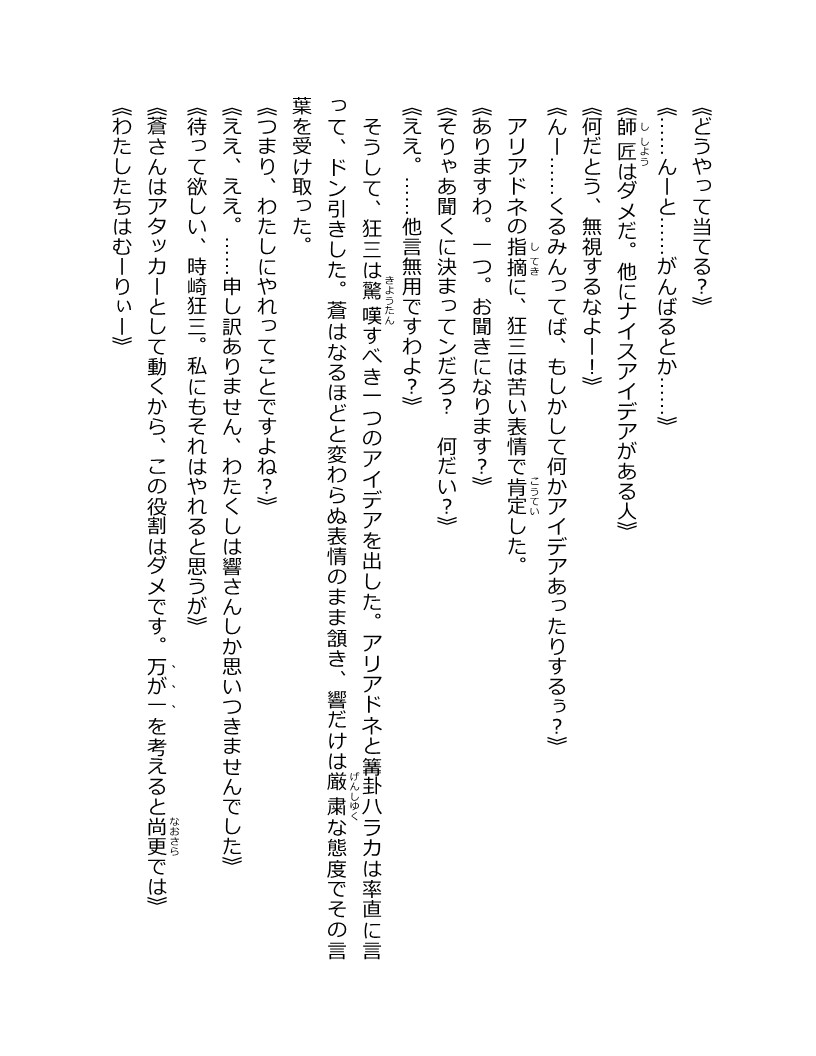 《どうやって当てる？》
《……んーと……がんばるとか……》
《師匠はダメだ。他にナイスアイデアがある人》
《何だとう、無視するなよー！》
《んー……くるみんってば、もしかして何かアイデアあったりするぅ？》
　アリアドネの指摘に、狂三は苦い表情で肯定した。
《ありますわ。一つ。お聞きになります？》
《そりゃあ聞くに決まってンだろ？　何だい？》
《ええ。……他言無用ですわよ？》
　そうして、狂三は驚嘆すべき一つのアイデアを出した。アリアドネと篝卦ハラカは率直に言
って、ドン引きした。蒼はなるほどと変わらぬ表情のまま頷き、響だけは厳粛な態度でその言
葉を受け取った。
《つまり、わたしにやれってことですよね？》
《ええ、ええ。……申し訳ありません、わたくしは響さんしか思いつきませんでした》
《待って欲しい、時崎狂三。私にもそれはやれると思うが》
《蒼さんはアタッカーとして動くから、この役割はダメです。万が一を考えると尚更では》
《わたしたちはむーりぃー》